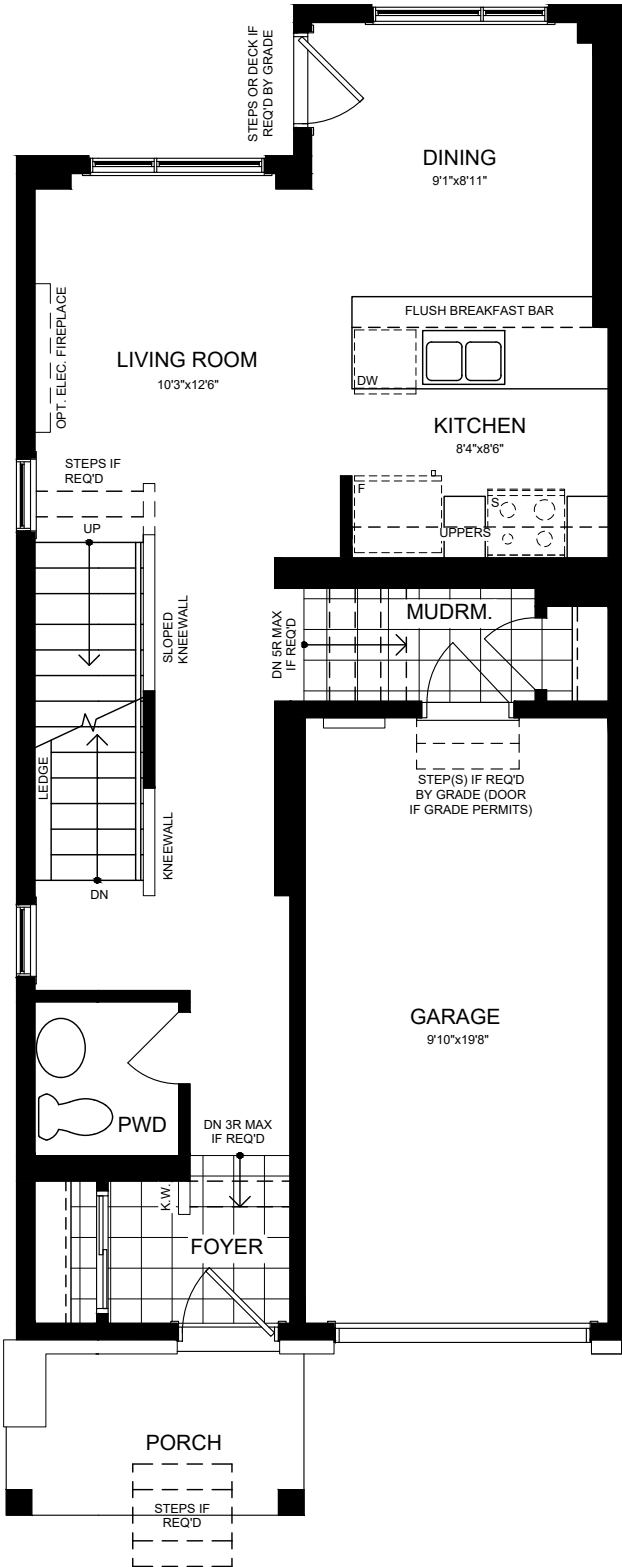 STEPS OR DECK IF
REQ'D BY GRADE
DINING
9'1"x8'11"
OPT. ELEC. FIREPLACE
LIVING ROOM
10'3"x12'6"
FLUSH BREAKFAST BAR
DW
KITCHEN
8'4"x8'6"
STEPS IF
REQ'D
F
S
UPPERS
UP
SLOPED
KNEEWALL
DN 5R MAX
IF REQ'D
MUDRM.
LEDGE
KNEEWALL
DN
STEP(S) IF REQ'D
BY GRADE (DOOR
IF GRADE PERMITS)
GARAGE
9'10"x19'8"
PWD
DN 3R MAX
IF REQ'D
K.W.
FOYER
PORCH
STEPS IF
REQ'D